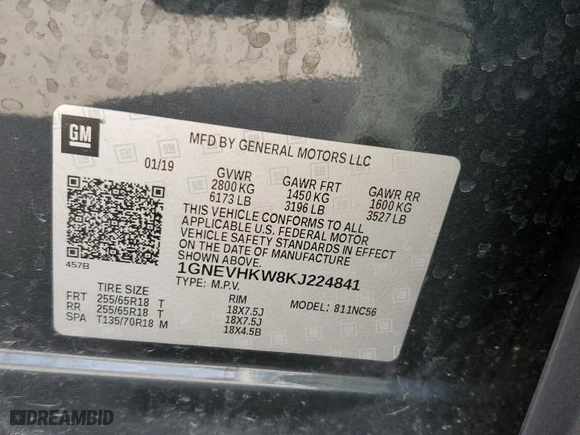 GM
MFD BY GENERAL MOTORS LLC
01/19
GVWR GAWR FRT GAWR RR
2800 KG 1450 KG 1600 KG
6173 LB 3196 LB 3527 LB
THIS VEHICLE CONFORMS TO ALL
APPLICABLE U.S. FEDERAL MOTOR
VEHICLE SAFETY STANDARDS IN EFFECT
ON THE DATE OF MANUFACTURE
SHOWN ABOVE.
457B
1GNEVHKW8KJ224841
TYPE: M.P.V. MODEL: 811NC56
TIRE SIZE RIM
FRT 255/65R18 T 18X7.5J
RR 255/65R18 T 18X7.5J
SPA T135/70R18 M 18X4.5B
DREAMBID